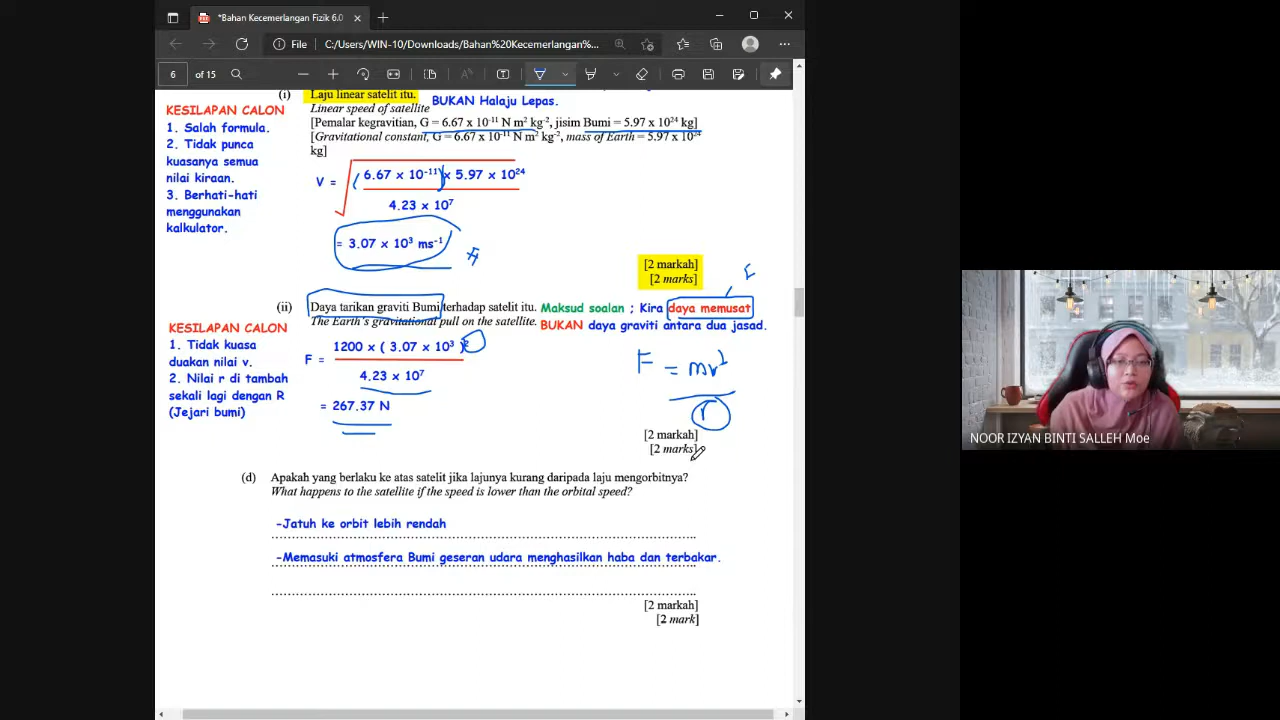 *Bahan Kecemerlangan Fizik 6.0
File
C:/Users/WIN-10/Downloads/Bahan%20Kecemerlangan%...
6 of 15
(i) Laju linear satelit itu.
BUKAN Halaju Lepas.
Linear speed of satellite
[Pemalar kegravitian, G = 6.67 x 10⁻¹¹ N m² kg⁻², jisim Bumi = 5.97 x 10²⁴ kg]
[Gravitational constant, G = 6.67 x 10⁻¹¹ N m² kg⁻², mass of Earth = 5.97 x 10²⁴
kg]
KESILAPAN CALON
1. Salah formula.
2. Tidak punca
kuasanya semua
nilai kiraan.
3. Berhati-hati
menggunakan
kalkulator.
V = √
(6.67 x 10⁻¹¹) x 5.97 x 10²⁴
4.23 x 10⁷
= 3.07 x 10³ ms⁻¹
[2 markah]
[2 marks]
(ii) Daya tarikan graviti Bumi terhadap satelit itu.
The Earth's gravitational pull on the satellite.
Maksud soalan ; Kira daya memusat
BUKAN daya graviti antara dua jasad.
KESILAPAN CALON
1. Tidak kuasa
duakan nilai v.
2. Nilai r di tambah
sekali lagi dengan R
(Jejari bumi)
F =
1200 x ( 3.07 x 10³ )²
4.23 x 10⁷
= 267.37 N
F = mv²
r
[2 markah]
[2 marks]
(d) Apakah yang berlaku ke atas satelit jika lajunya kurang daripada laju mengorbitnya?
What happens to the satellite if the speed is lower than the orbital speed?
-Jatuh ke orbit lebih rendah
-Memasuki atmosfera Bumi geseran udara menghasilkan haba dan terbakar.
[2 markah]
[2 mark]
NOOR IZYAN BINTI SALLEH Moe